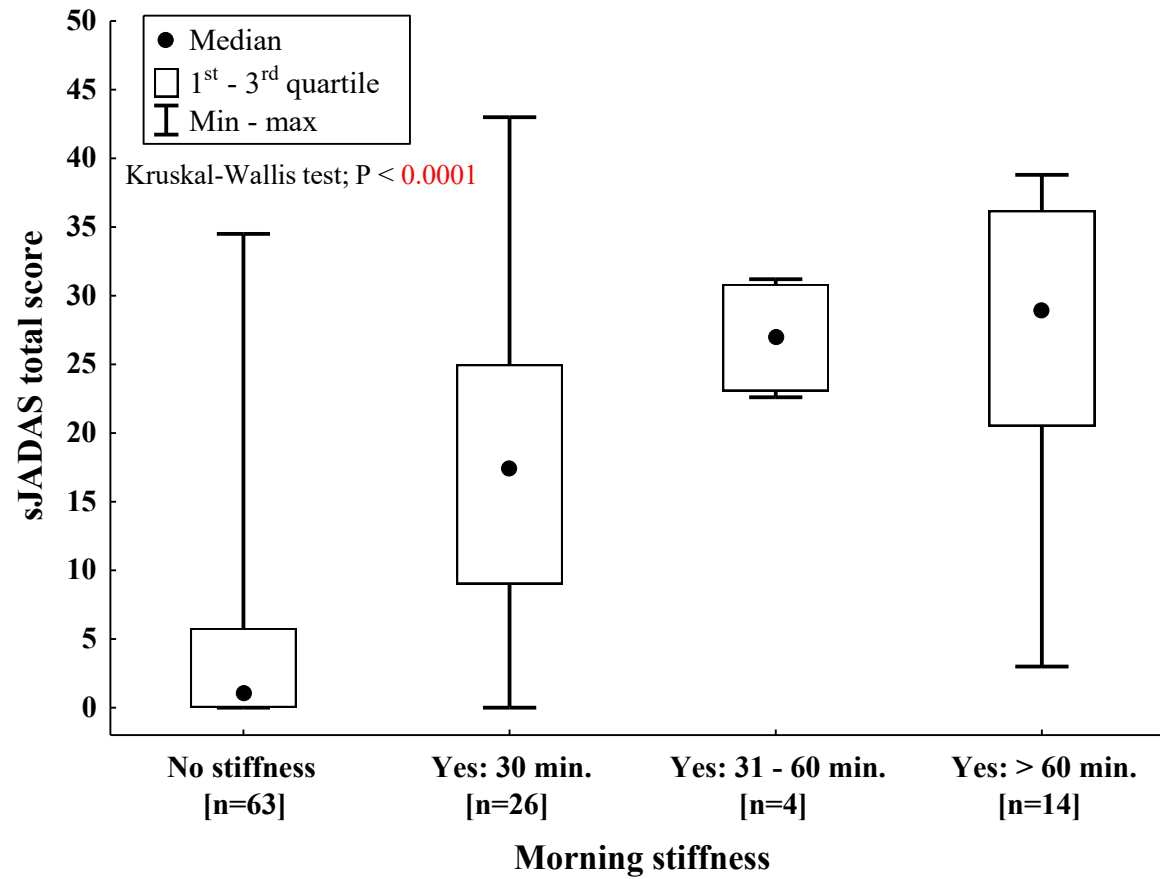 50
45
40
35
30
25
20
15
10
5
0
sJADAS total score
Median
1st - 3rd quartile
Min - max
Kruskal-Wallis test; P < 0.0001
No stiffness
[n=63]
Yes: 30 min.
[n=26]
Yes: 31 - 60 min.
[n=4]
Yes: > 60 min.
[n=14]
Morning stiffness